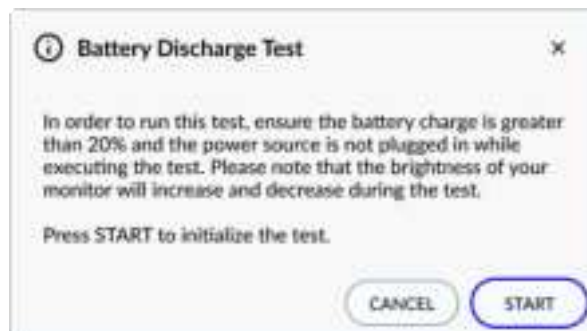 Battery Discharge Test
In order to run this test, ensure the battery charge is greater
than 20% and the power source is not plugged in while
executing the test. Please note that the brightness of your
monitor will increase and decrease during the test.
Press START to initialize the test.
CANCEL
START